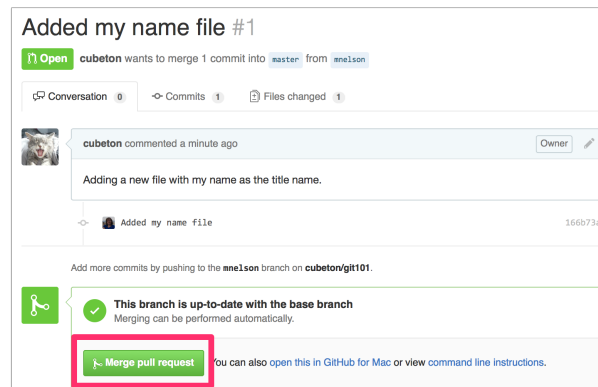 Added my name file #1
Open cubeton wants to merge 1 commit into master from mnelson
Conversation 0 Commits 1 Files changed 1
cubeton commented a minute ago Owner
Adding a new file with my name as the title name.
Added my name file 166b73a
Add more commits by pushing to the mnelson branch on cubeton/git101.
This branch is up-to-date with the base branch
Merging can be performed automatically.
Merge pull request You can also open this in GitHub for Mac or view command line instructions.